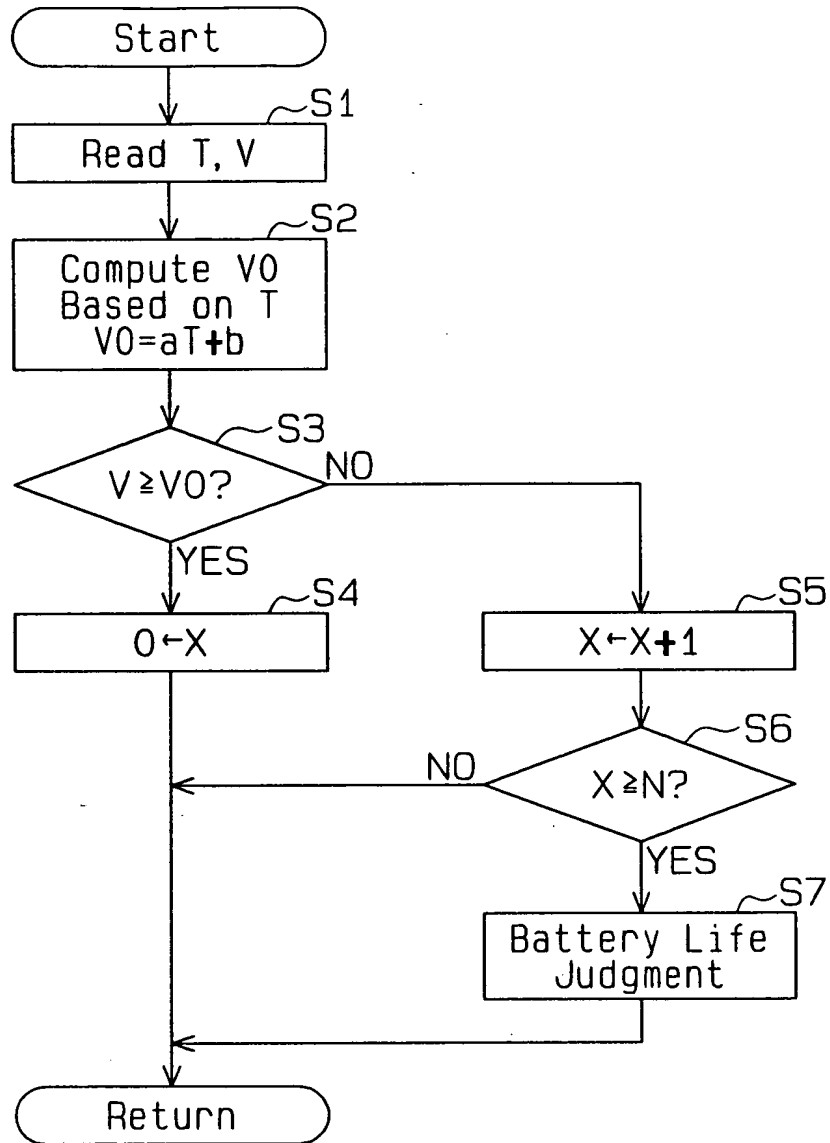 Start
S1
Read T, V
S2
Compute V0
Based on T
V0=aT+b
S3
V≧V0?
NO
YES
S4
0←X
S5
X←X+1
S6
X≧N?
NO
YES
S7
Battery Life
Judgment
Return